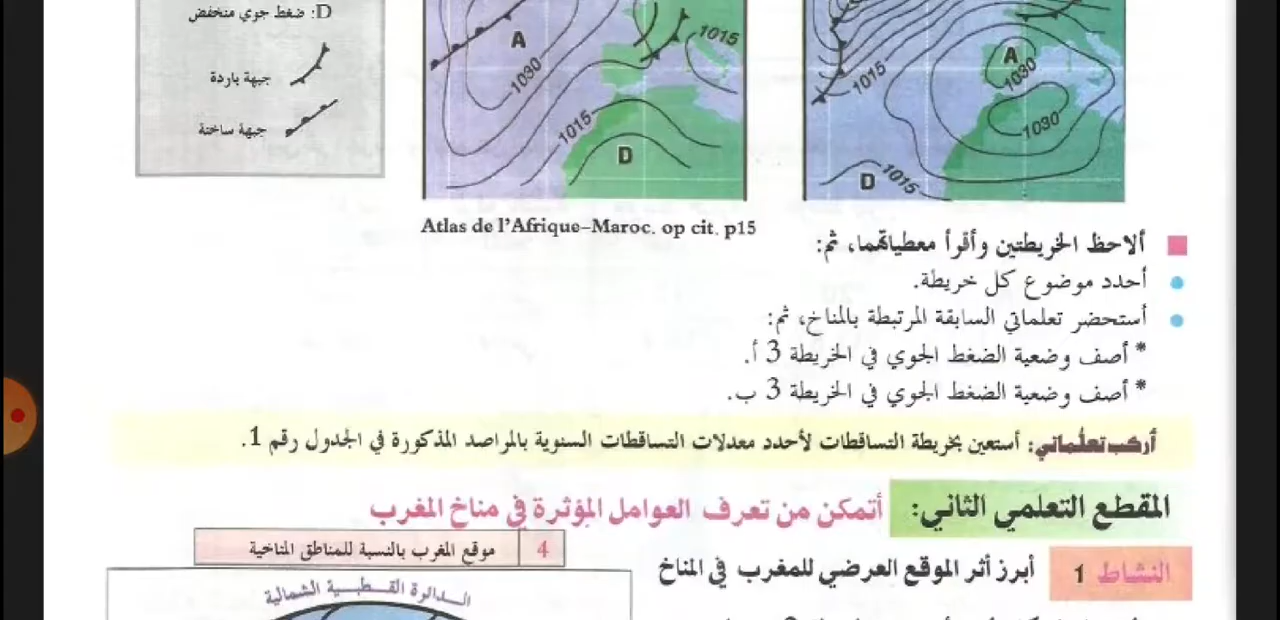 D: ضغط جوي منخفض
جبهة باردة
جبهة ساخنة
A
1030
1015
1015
D
A
1030
1015
1030
D
1015
Atlas de l'Afrique-Maroc. op cit. p15
ألاحظ الخريطتين وأقرأ معطياتهما، ثم:
أحدد موضوع كل خريطة.
أستحضر تعلماتي السابقة المرتبطة بالمناخ، ثم:
* أصف وضعية الضغط الجوي في الخريطة 3 أ.
* أصف وضعية الضغط الجوي في الخريطة 3 ب.
أركب تعلُّماتي: أستعين بخريطة التساقطات لأحدد معدلات التساقطات السنوية بالمراصد المذكورة في الجدول رقم 1.
المقطع التعلمي الثاني: أتمكن من تعرف العوامل المؤثرة في مناخ المغرب
4 موقع المغرب بالنسبة للمناطق المناخية
النشاط 1 أبرز أثر الموقع العرضي للمغرب في المناخ
الدائرة القطبية الشمالية